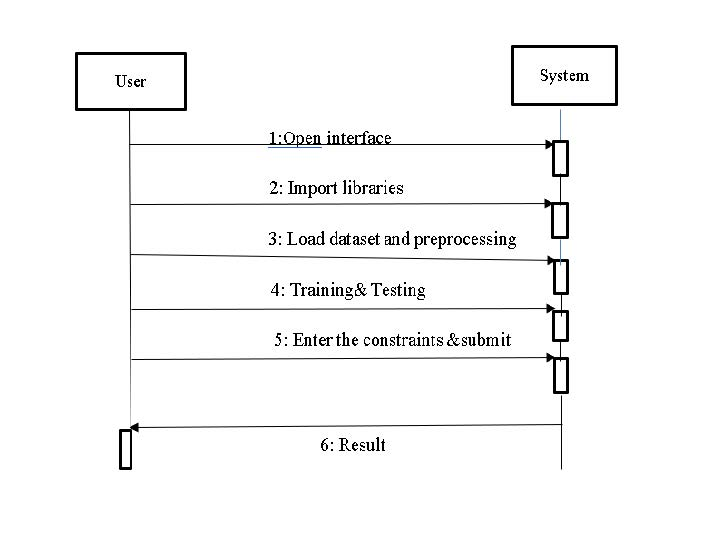 User
System
1:Open interface
2: Import libraries
3: Load dataset and preprocessing
4: Training& Testing
5: Enter the constraints &submit
6: Result